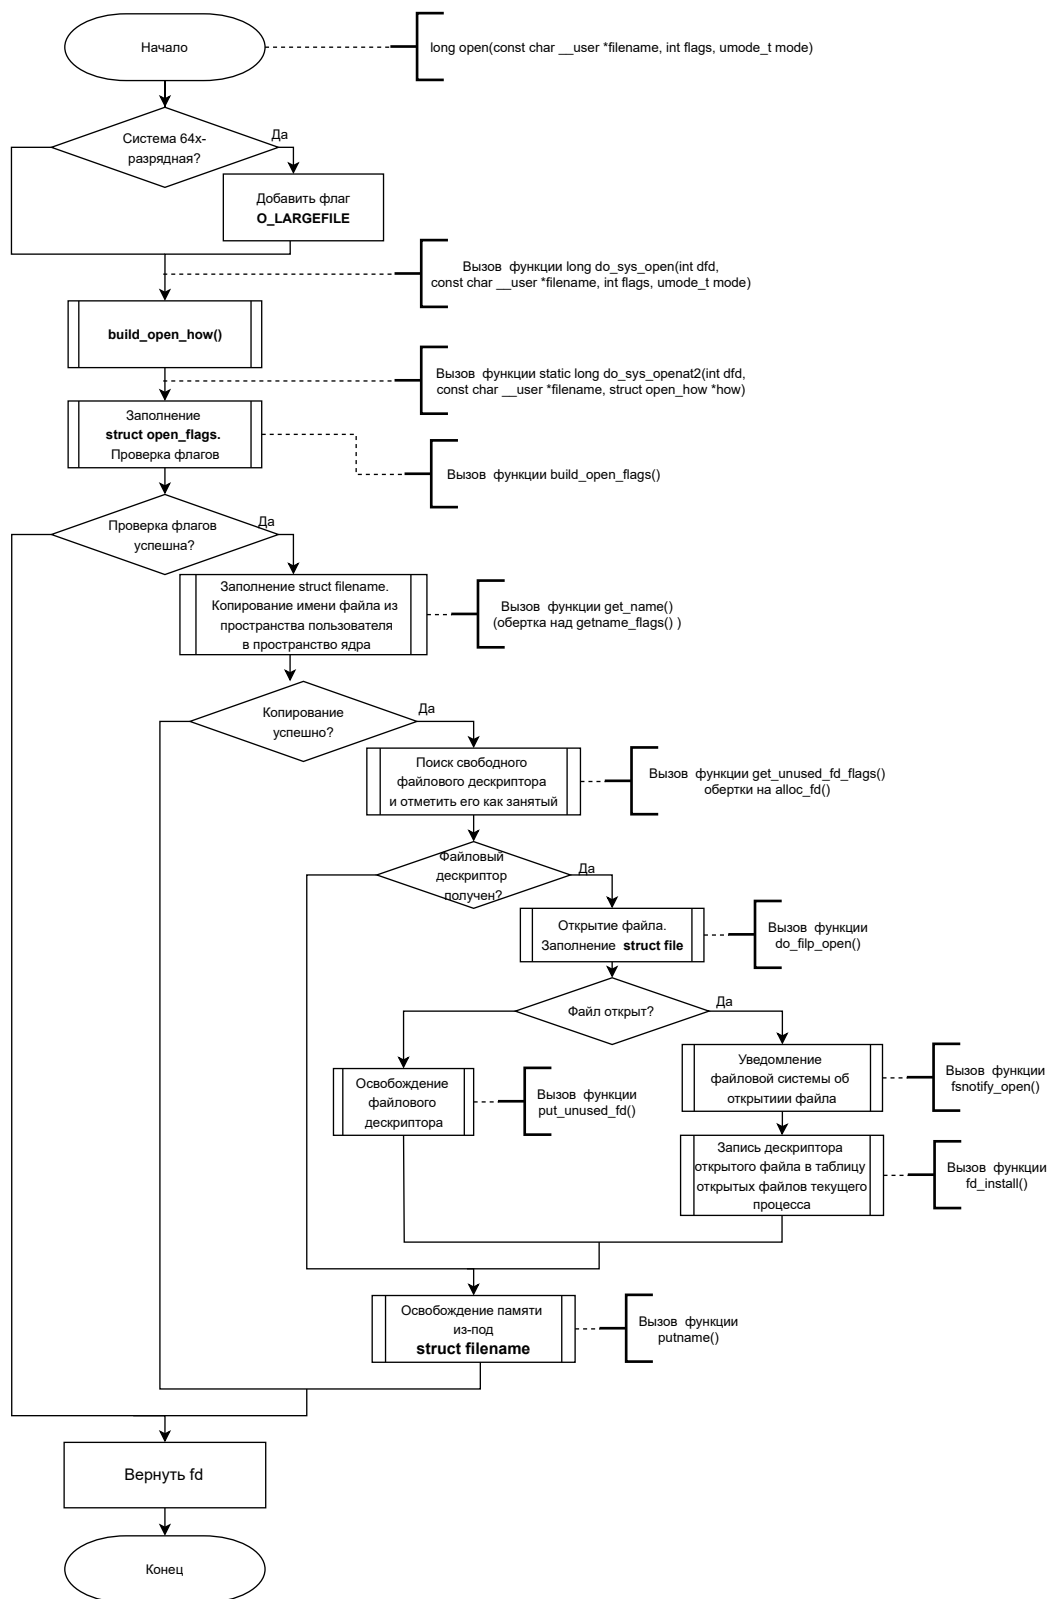 Начало
long open(const char __user *filename, int flags, umode_t mode)
Система 64х-
разрядная?
Да
Добавить флаг
O_LARGEFILE
Вызов функции long do_sys_open(int dfd,
const char __user *filename, int flags, umode_t mode)
build_open_how()
Вызов функции static long do_sys_openat2(int dfd,
const char __user *filename, struct open_how *how)
Заполнение
struct open_flags.
Проверка флагов
Вызов функции build_open_flags()
Проверка флагов
успешна?
Да
Заполнение struct filename.
Копирование имени файла из
пространства пользователя
в пространство ядра
Вызов функции get_name()
(обертка над getname_flags() )
Копирование
успешно?
Да
Поиск свободного
файлового дескриптора
и отметить его как занятый
Вызов функции get_unused_fd_flags()
обертки на alloc_fd()
Файловый
дескриптор
получен?
Да
Открытие файла.
Заполнение struct file
Вызов функции
do_filp_open()
Файл открыт?
Да
Освобождение
файлового
дескриптора
Вызов функции
put_unused_fd()
Уведомление
файловой системы об
открытиии файла
Вызов функции
fsnotify_open()
Запись дескриптора
открытого файла в таблицу
открытых файлов текущего
процесса
Вызов функции
fd_install()
Освобождение памяти
из-под
struct filename
Вызов функции
putname()
Вернуть fd
Конец